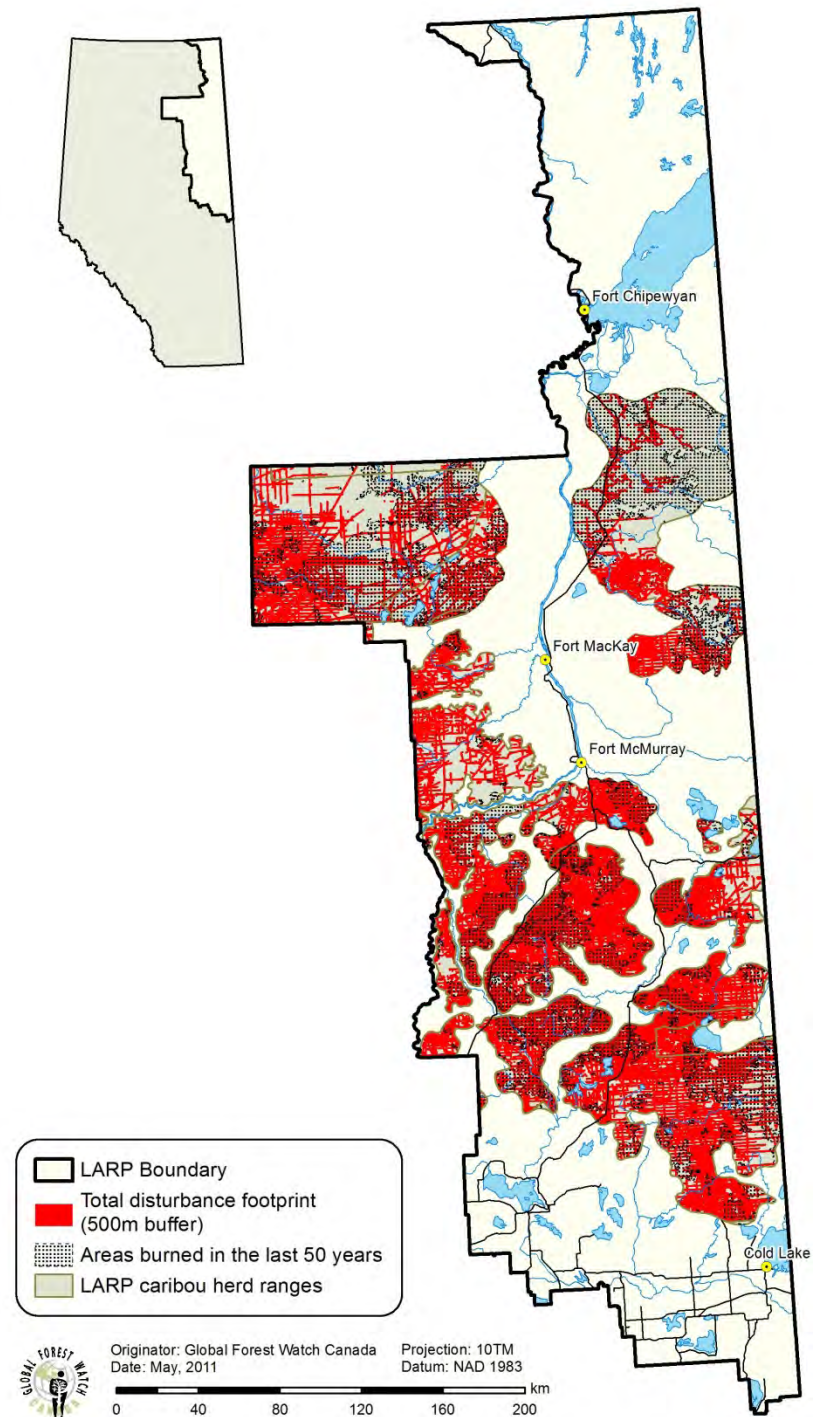 Fort Chipewyan
Fort MacKay
Fort McMurray
Cold Lake
LARP Boundary
Total disturbance footprint
(500m buffer)
Areas burned in the last 50 years
LARP caribou herd ranges
GLOBAL FOREST WATCH
CANADA
Originator: Global Forest Watch Canada
Date: May, 2011
Projection: 10TM
Datum: NAD 1983
km
0 40 80 120 160 200